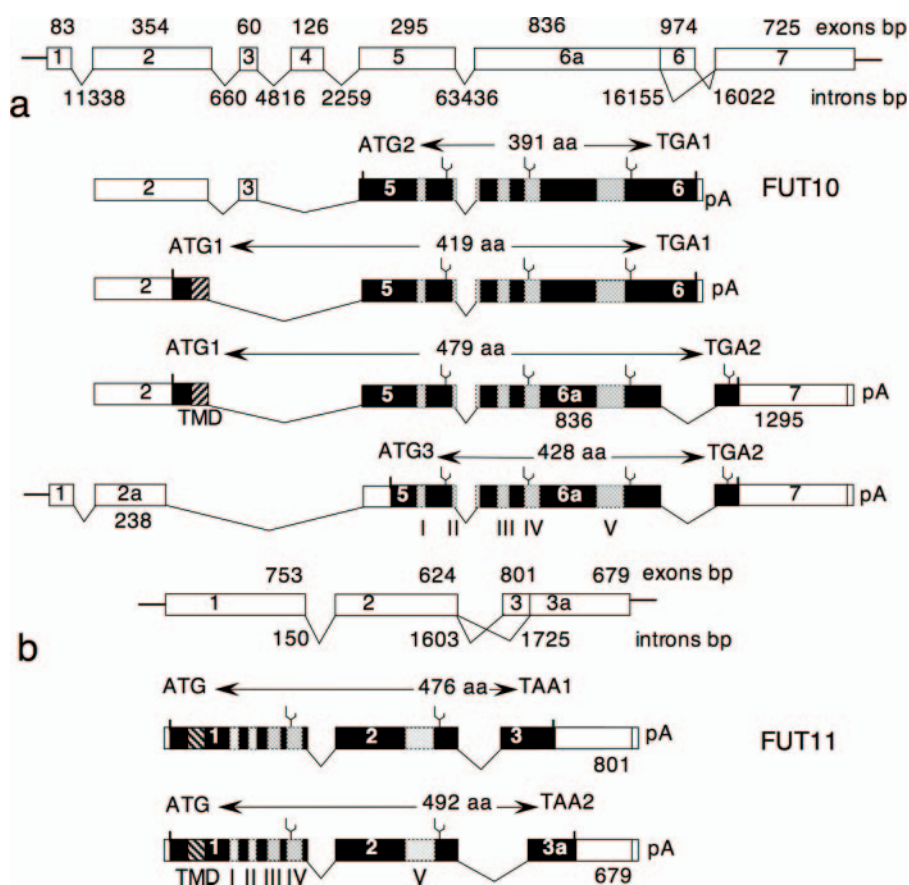 83 354 60 126 295 836 974 725 exons bp
1 2 3 4 5 6a 6 7
11338 660 4816 2259 63436 16155 16022 introns bp
a
ATG2 391 aa TGA1
2 3 5 6 pA FUT10
ATG1 419 aa TGA1
2 5 6 pA
ATG1 479 aa TGA2
2 5 6a 7 pA
TMD 836 1295
ATG3 428 aa TGA2
1 2a 5 6a 7 pA
238 I II III IV V
753 624 801 679 exons bp
1 2 3 3a
150 1603 1725 introns bp
b
ATG 476 aa TAA1
1 2 3 pA FUT11
801
ATG 492 aa TAA2
1 2 3a pA
TMD I II III IV V 679